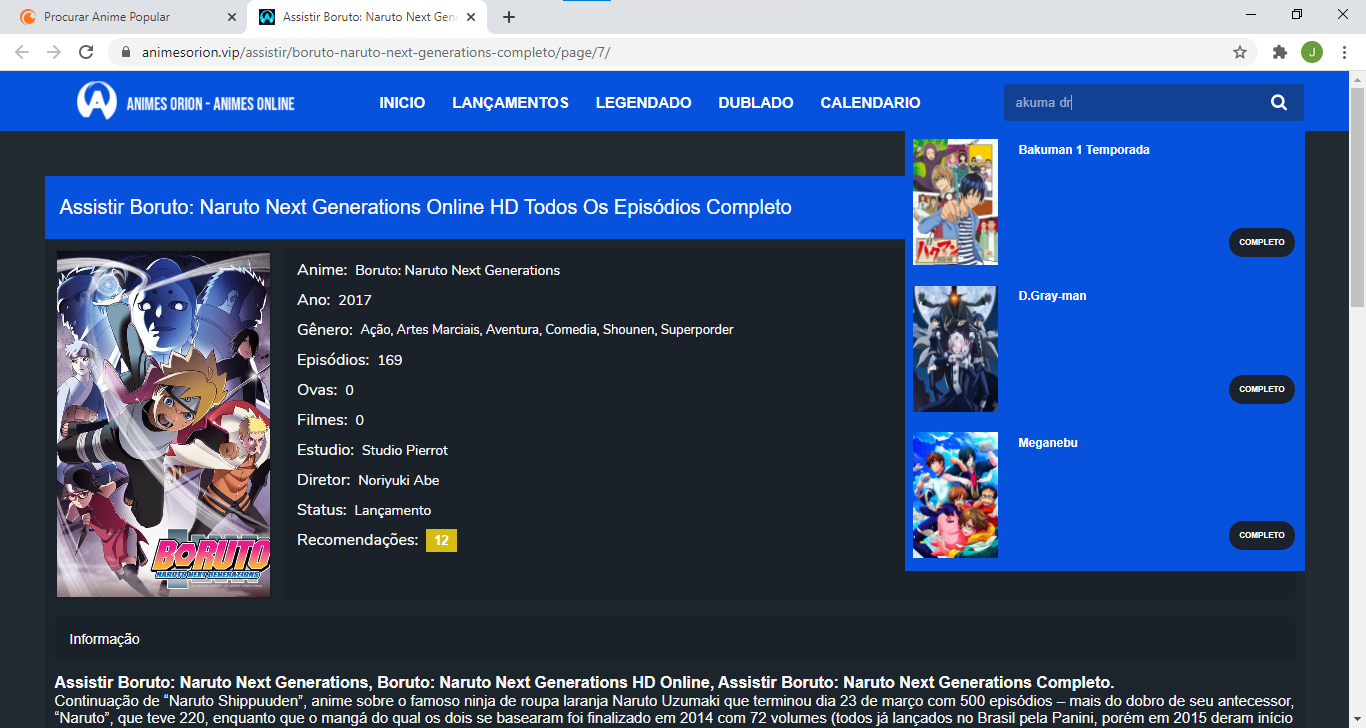 Procurar Anime Popular
Assistir Boruto: Naruto Next Gen
animesorion.vip/assistir/boruto-naruto-next-generations-completo/page/7/
J
ANIMES ORION - ANIMES ONLINE
INICIO LANÇAMENTOS LEGENDADO DUBLADO CALENDARIO
akuma dr
Bakuman 1 Temporada
COMPLETO
D.Gray-man
COMPLETO
Meganebu
COMPLETO
Assistir Boruto: Naruto Next Generations Online HD Todos Os Episódios Completo
バクマン
BORUTO
NARUTO NEXT GENERATIONS
Anime: Boruto: Naruto Next Generations
Ano: 2017
Gênero: Ação, Artes Marciais, Aventura, Comedia, Shounen, Superporder
Episódios: 169
Ovas: 0
Filmes: 0
Estudio: Studio Pierrot
Diretor: Noriyuki Abe
Status: Lançamento
Recomendações: 12
Informação
Assistir Boruto: Naruto Next Generations, Boruto: Naruto Next Generations HD Online, Assistir Boruto: Naruto Next Generations Completo.
Continuação de “Naruto Shippuuden”, anime sobre o famoso ninja de roupa laranja Naruto Uzumaki que terminou dia 23 de março com 500 episódios – mais do dobro de seu antecessor,
“Naruto”, que teve 220, enquanto que o mangá do qual os dois se basearam foi finalizado em 2014 com 72 volumes (todos já lançados no Brasil pela Panini, porém em 2015 deram início